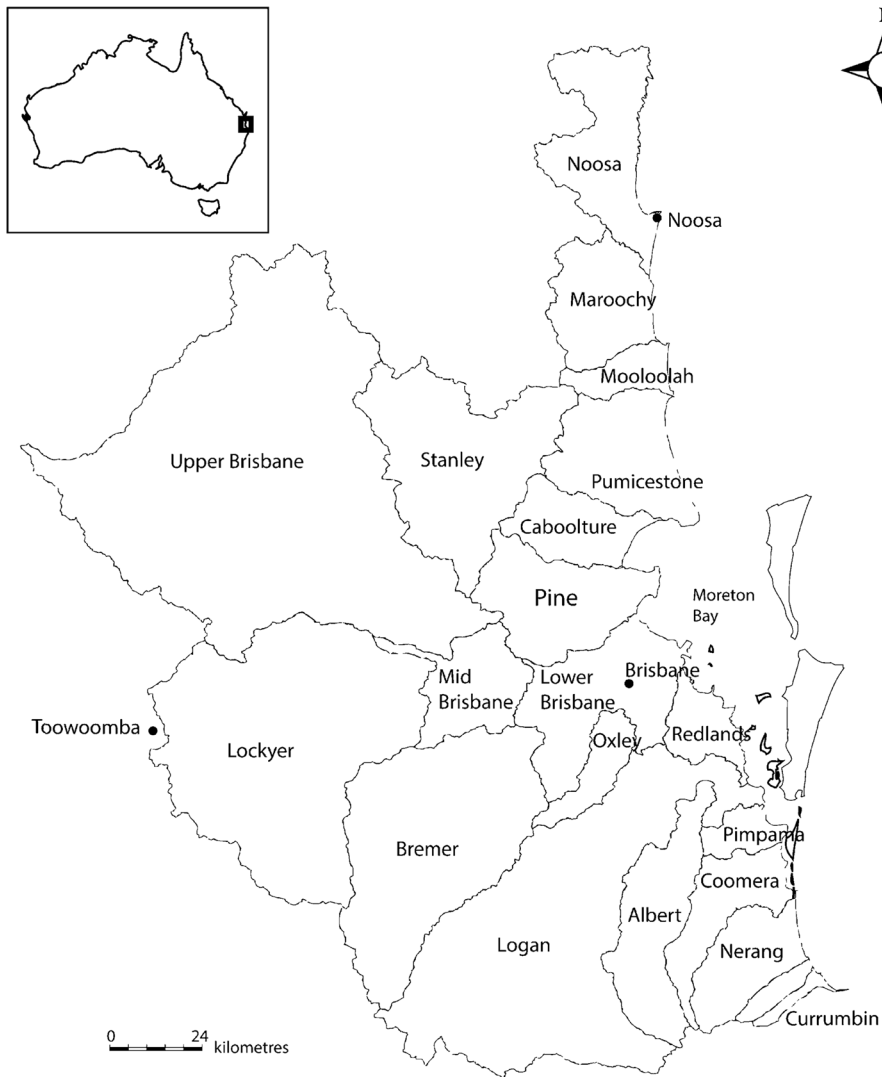 Noosa
Noosa
Maroochy
Mooloolah
Upper Brisbane
Stanley
Pumicestone
Caboolture
Pine
Moreton
Bay
Mid
Brisbane
Lower
Brisbane
Brisbane
Toowoomba
Lockyer
Oxley
Redlands
Bremer
Pimpama
Coomera
Albert
Logan
Nerang
Currumbin
0 24
kilometres